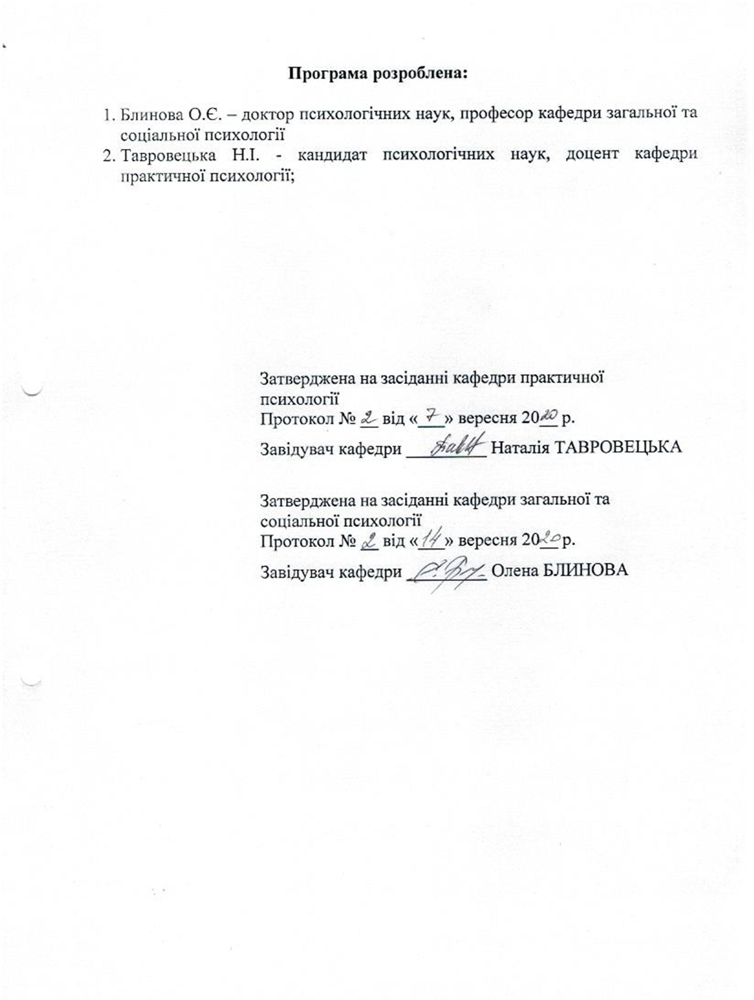 Програма розроблена:
1. Блинова О.Є. – доктор психологічних наук, професор кафедри загальної та
соціальної психології
2. Тавровецька Н.І. - кандидат психологічних наук, доцент кафедри
практичної психології;
Затверджена на засіданні кафедри практичної
психології
Протокол № 2 від «7» вересня 2020 р.
Завідувач кафедри Наталія ТАВРОВЕЦЬКА
Затверджена на засіданні кафедри загальної та
соціальної психології
Протокол № 2 від «14» вересня 2020 р.
Завідувач кафедри Олена БЛИНОВА